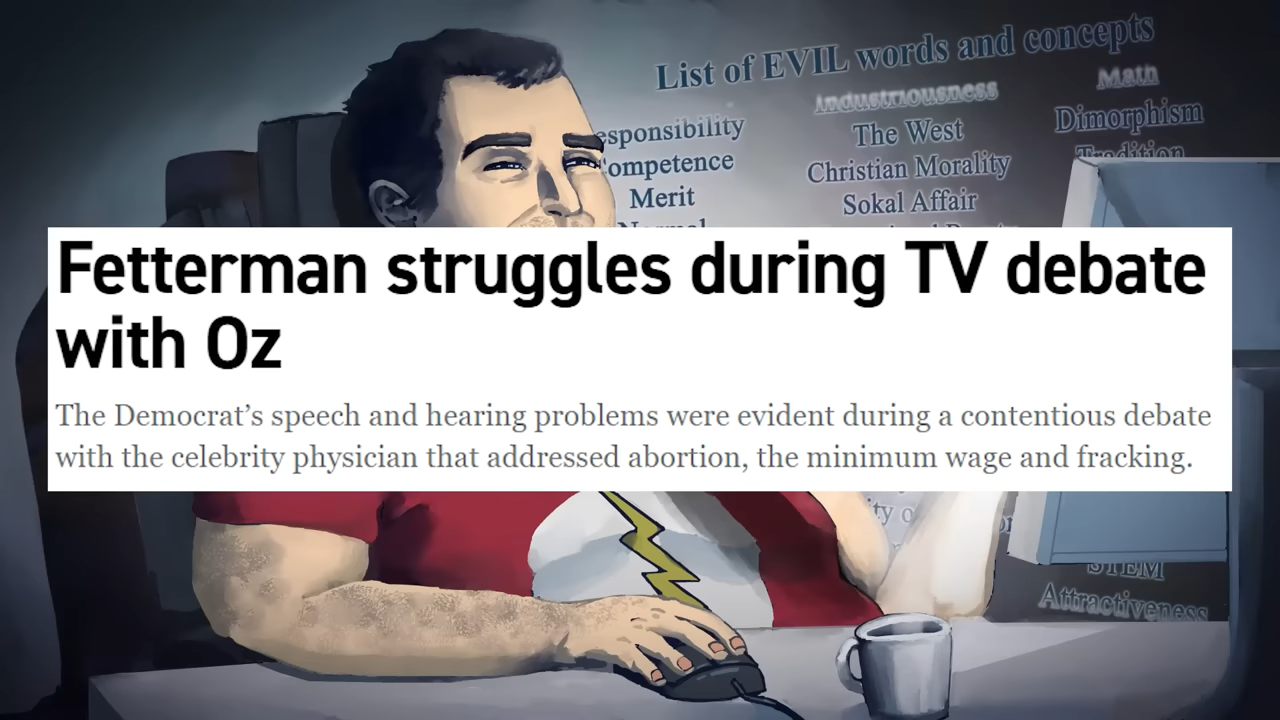 List of EVIL words and concepts
Industriousness
Math
The West
Dimorphism
Competence
Christian Morality
Tradition
Merit
Sokal Affair
Fetterman struggles during TV debate
with Oz
The Democrat’s speech and hearing problems were evident during a contentious debate
with the celebrity physician that addressed abortion, the minimum wage and fracking.
STEM
Attractiveness